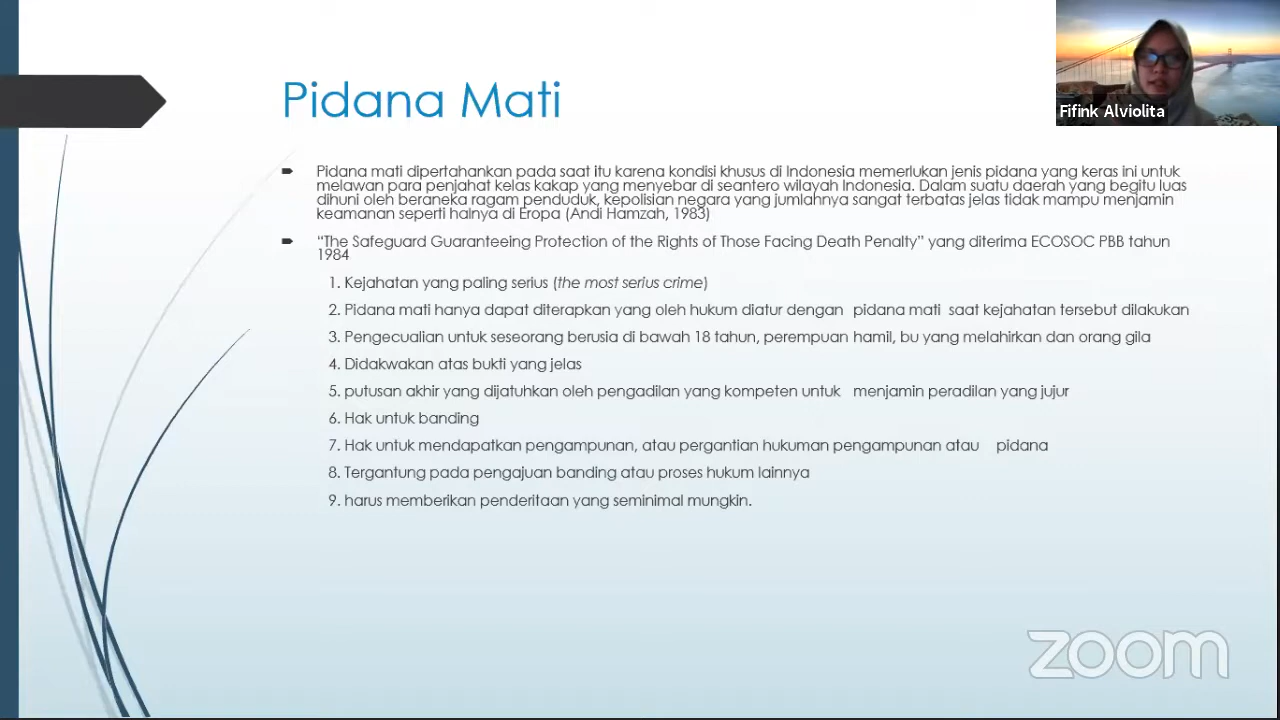 Pidana Mati
Fifink Alviolita
Pidana mati dipertahankan pada saat itu karena kondisi khusus di Indonesia memerlukan jenis pidana yang keras ini untuk
melawan para penjahat kelas kakap yang menyebar di seantero wilayah Indonesia. Dalam suatu daerah yang begitu luas
dihuni oleh beraneka ragam penduduk, kepolisian negara yang jumlahnya sangat terbatas jelas tidak mampu menjamin
keamanan seperti halnya di Eropa (Andi Hamzah, 1983)
“The Safeguard Guaranteeing Protection of the Rights of Those Facing Death Penalty” yang diterima ECOSOC PBB tahun
1984
1. Kejahatan yang paling serius (the most serius crime)
2. Pidana mati hanya dapat diterapkan yang oleh hukum diatur dengan pidana mati saat kejahatan tersebut dilakukan
3. Pengecualian untuk seseorang berusia di bawah 18 tahun, perempuan hamil, bu yang melahirkan dan orang gila
4. Didakwakan atas bukti yang jelas
5. putusan akhir yang dijatuhkan oleh pengadilan yang kompeten untuk menjamin peradilan yang jujur
6. Hak untuk banding
7. Hak untuk mendapatkan pengampunan, atau pergantian hukuman pengampunan atau pidana
8. Tergantung pada pengajuan banding atau proses hukum lainnya
9. harus memberikan penderitaan yang seminimal mungkin.
zoom